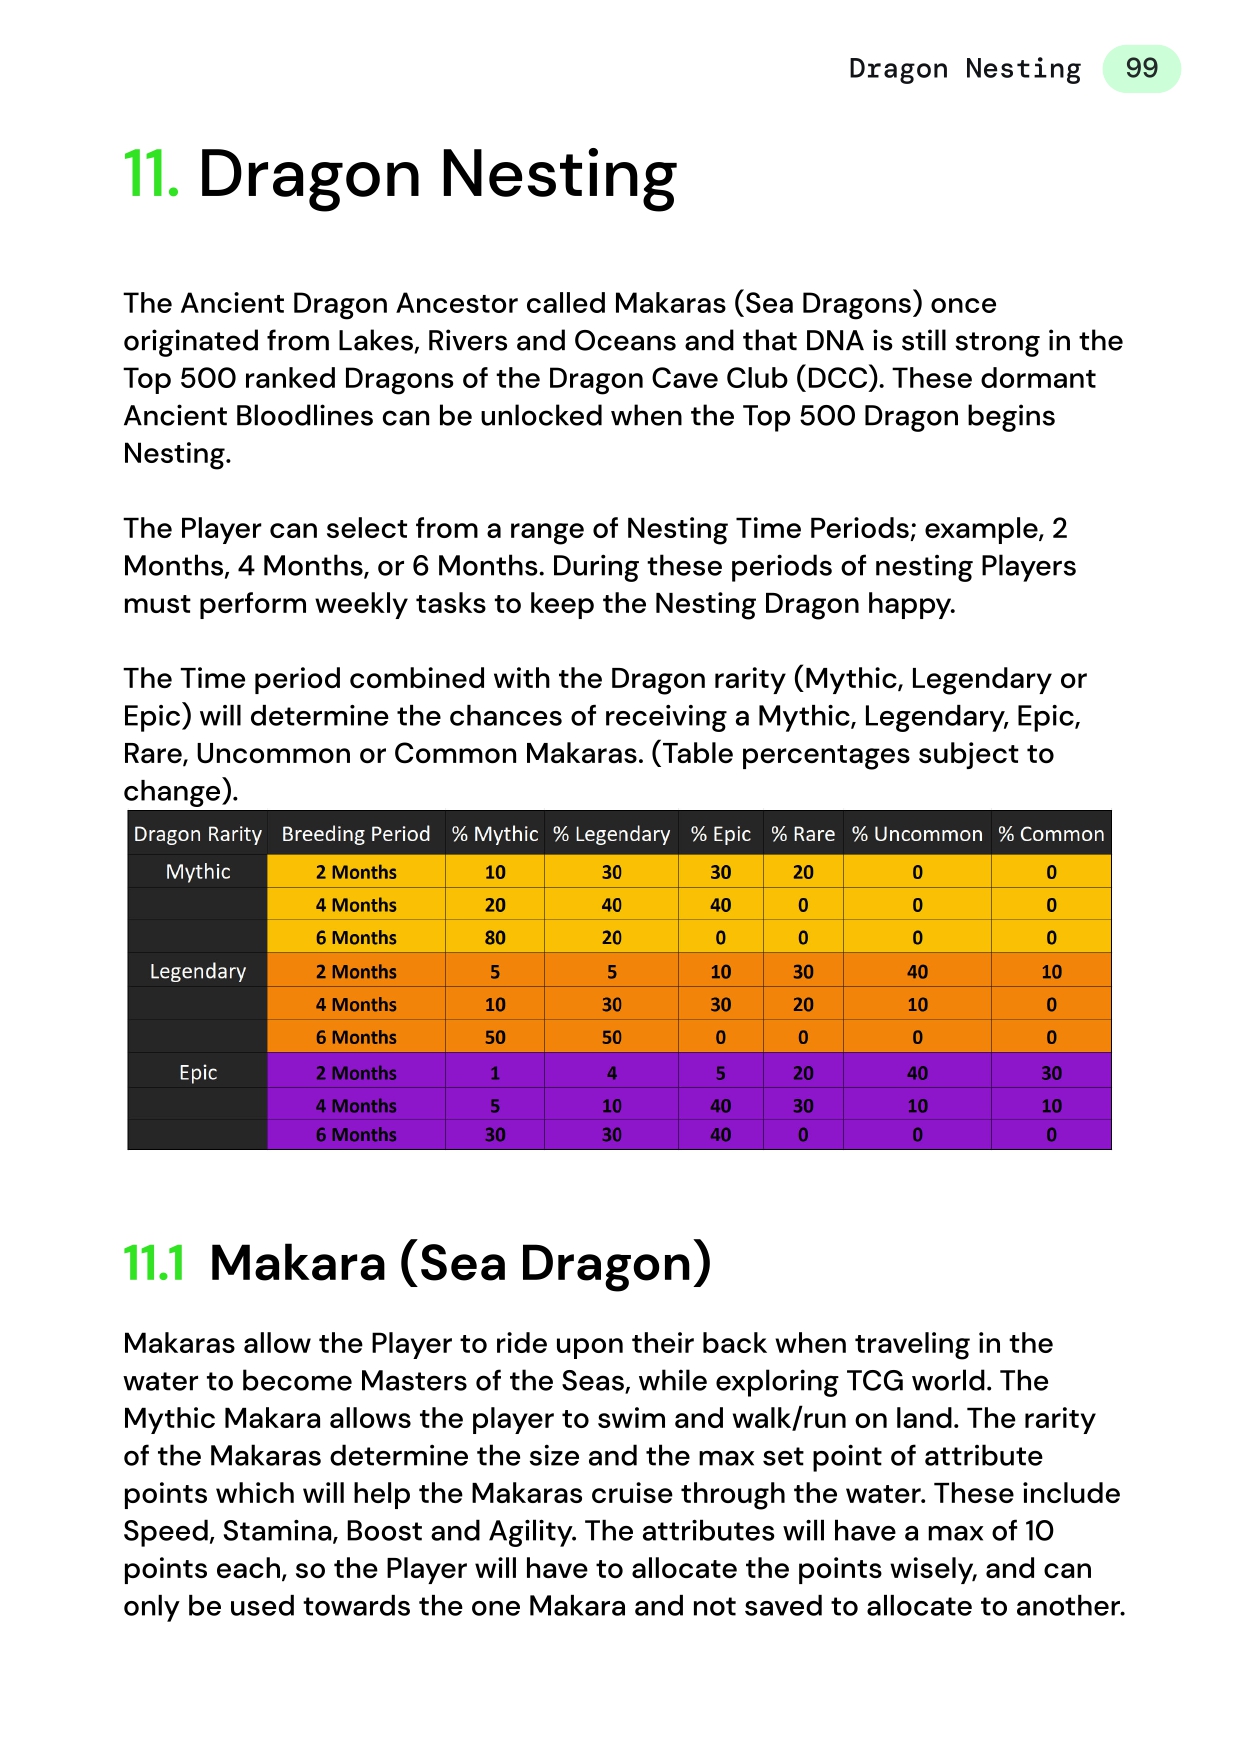 Dragon Nesting 99
11. Dragon Nesting
The Ancient Dragon Ancestor called Makaras (Sea Dragons) once
originated from Lakes, Rivers and Oceans and that DNA is still strong in the
Top 500 ranked Dragons of the Dragon Cave Club (DCC). These dormant
Ancient Bloodlines can be unlocked when the Top 500 Dragon begins
Nesting.
The Player can select from a range of Nesting Time Periods; example, 2
Months, 4 Months, or 6 Months. During these periods of nesting Players
must perform weekly tasks to keep the Nesting Dragon happy.
The Time period combined with the Dragon rarity (Mythic, Legendary or
Epic) will determine the chances of receiving a Mythic, Legendary, Epic,
Rare, Uncommon or Common Makaras. (Table percentages subject to
change).
Dragon Rarity Breeding Period % Mythic % Legendary % Epic % Rare % Uncommon % Common
Mythic 2 Months 10 30 30 20 0 0
4 Months 20 40 40 0 0 0
6 Months 80 20 0 0 0 0
Legendary 2 Months 5 5 10 30 40 10
4 Months 10 30 30 20 10 0
6 Months 50 50 0 0 0 0
Epic 2 Months 1 4 5 20 40 30
4 Months 5 10 40 30 10 10
6 Months 30 30 40 0 0 0
11.1 Makara (Sea Dragon)
Makaras allow the Player to ride upon their back when traveling in the
water to become Masters of the Seas, while exploring TCG world. The
Mythic Makara allows the player to swim and walk/run on land. The rarity
of the Makaras determine the size and the max set point of attribute
points which will help the Makaras cruise through the water. These include
Speed, Stamina, Boost and Agility. The attributes will have a max of 10
points each, so the Player will have to allocate the points wisely, and can
only be used towards the one Makara and not saved to allocate to another.